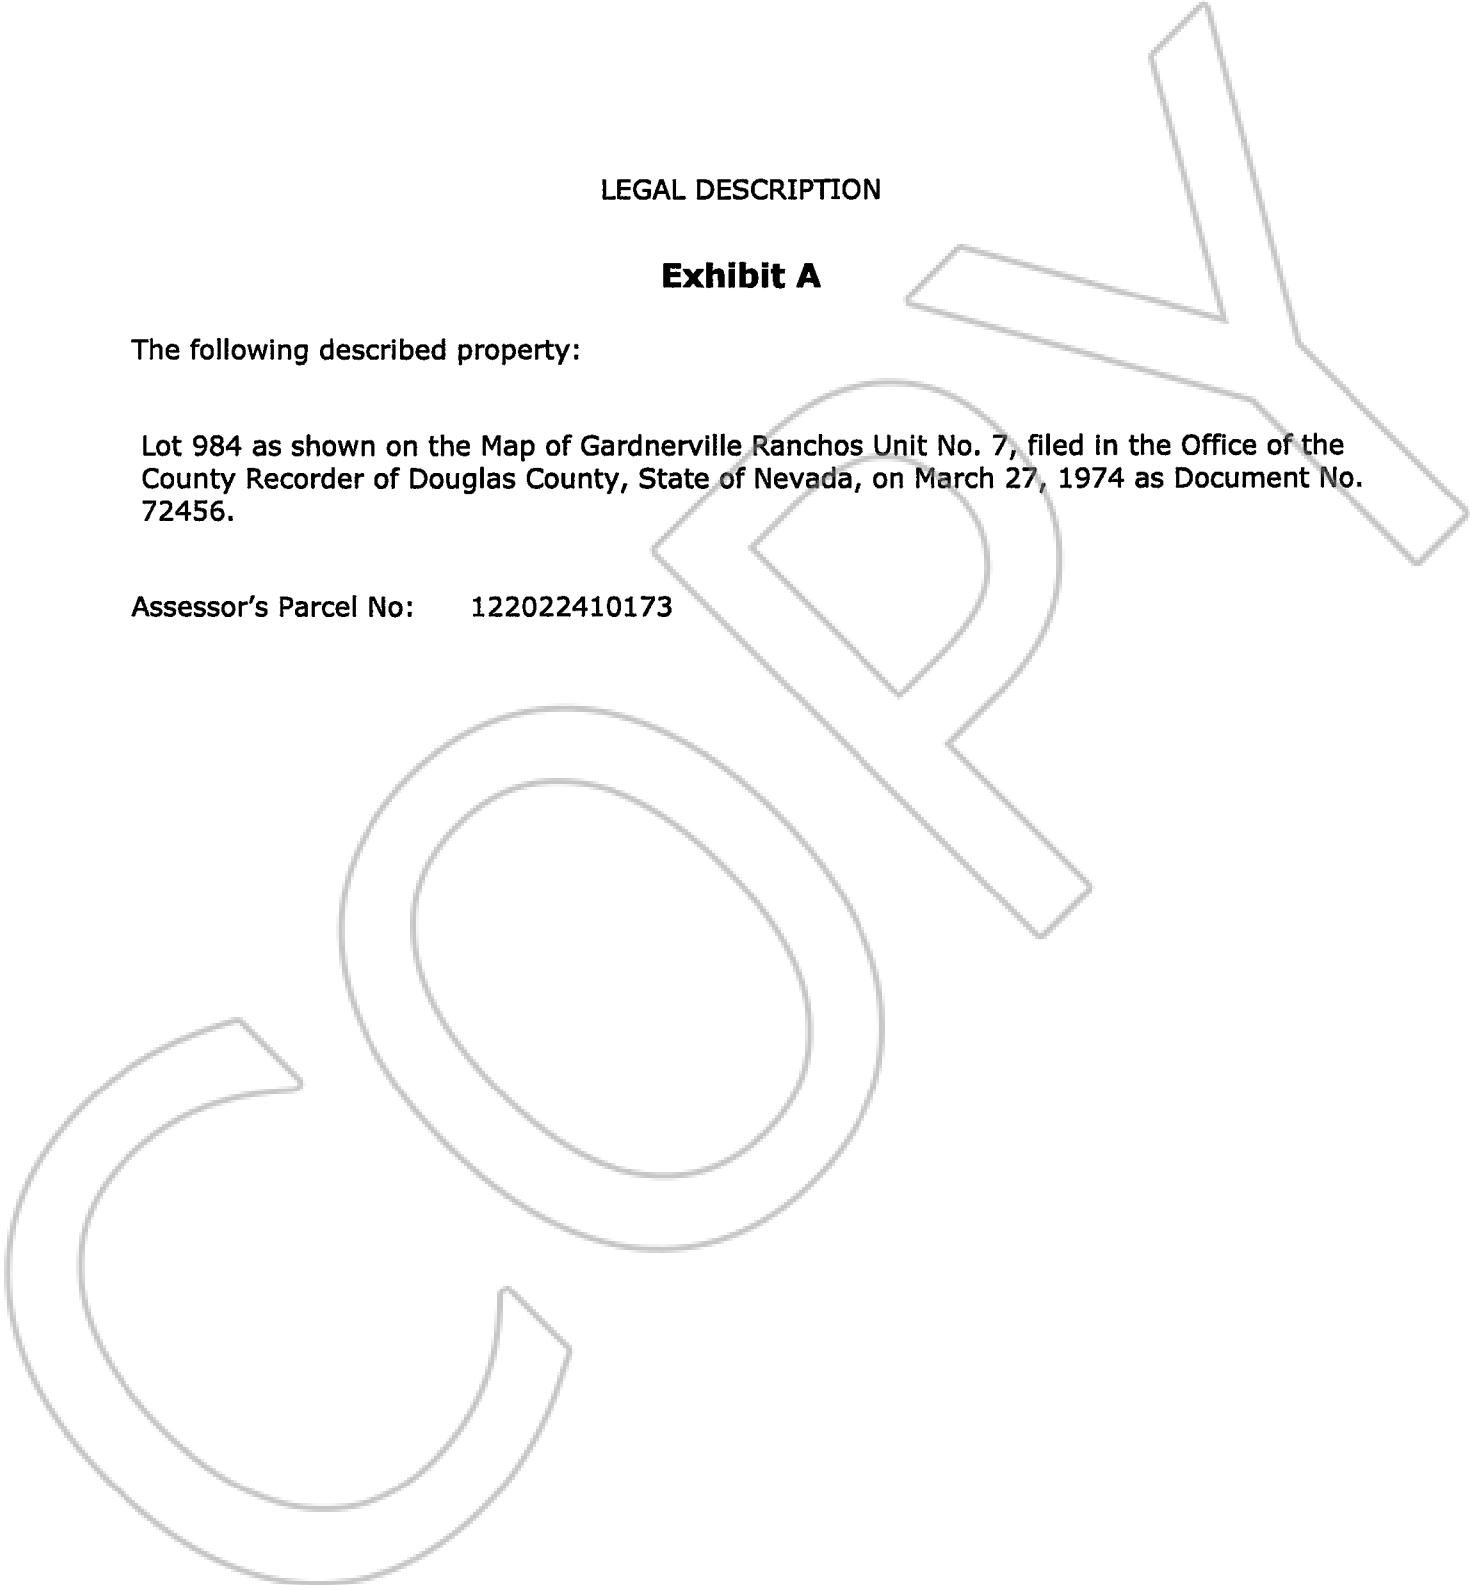 LEGAL DESCRIPTION
Exhibit A
The following described property:
Lot 984 as shown on the Map of Gardnerville Ranchos Unit No. 7, filed in the Office of the
County Recorder of Douglas County, State of Nevada, on March 27, 1974 as Document No.
72456.
Assessor's Parcel No: 122022410173
COPY